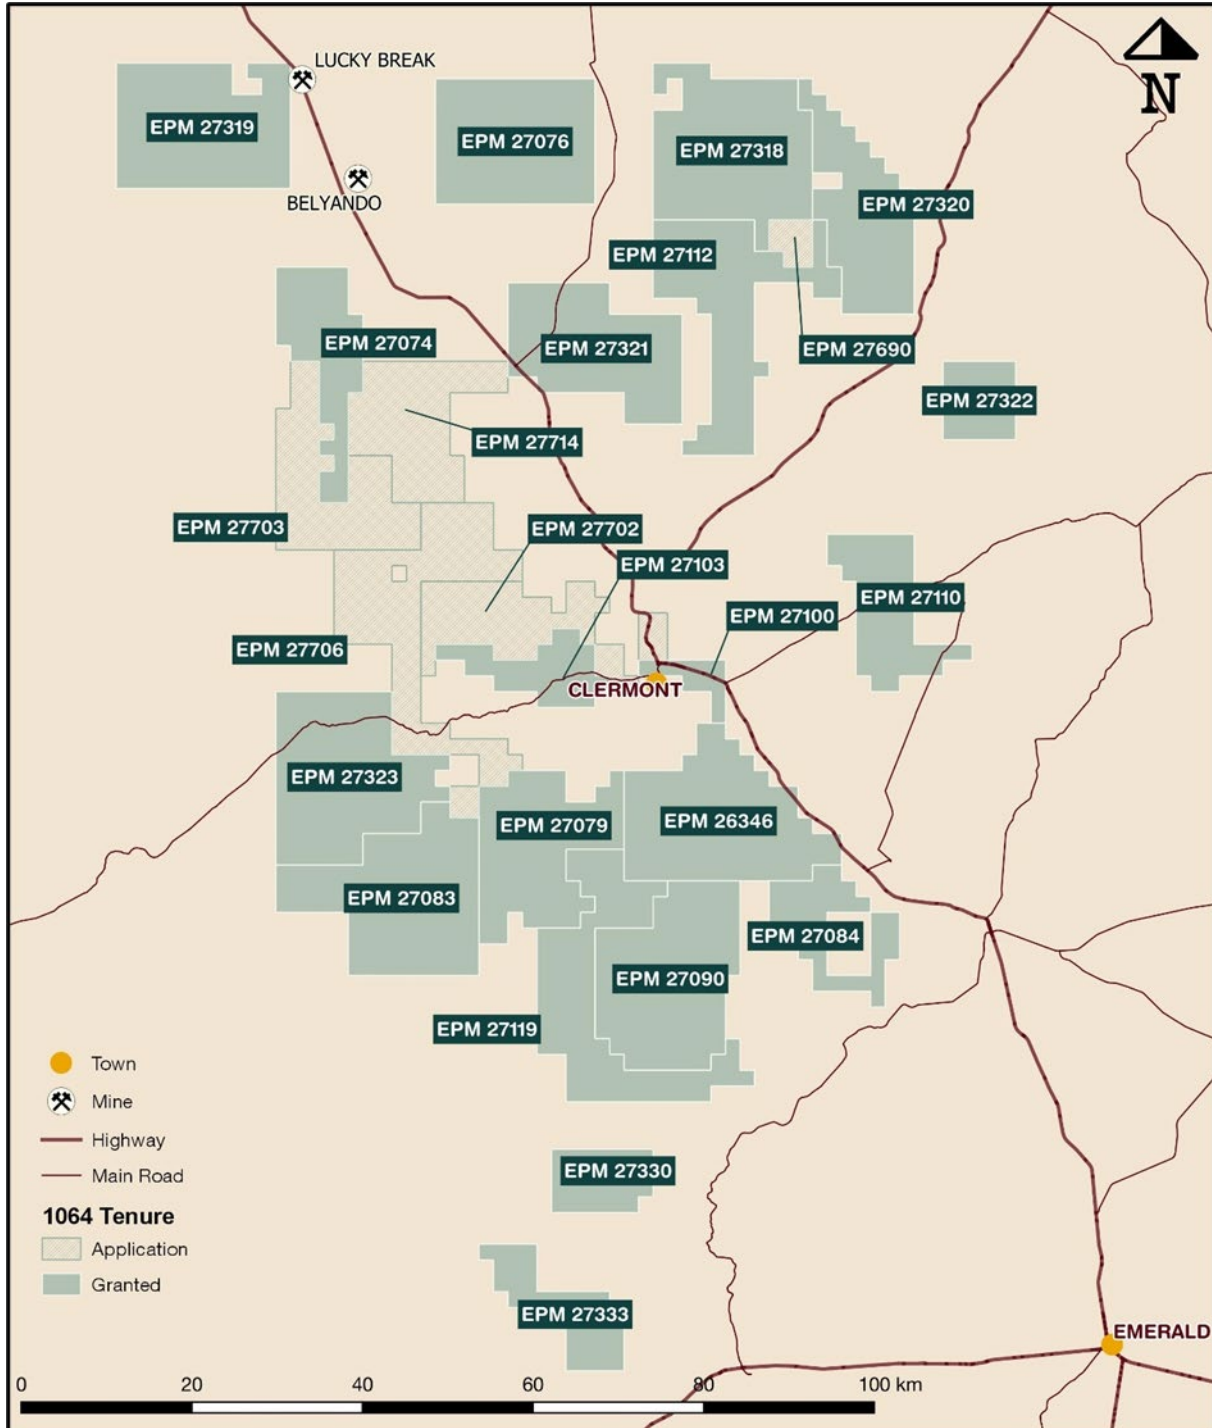 LUCKY BREAK
N
EPM 27319
EPM 27076
EPM 27318
BELYANDO
EPM 27320
EPM 27112
EPM 27074
EPM 27321
EPM 27690
EPM 27322
EPM 27714
EPM 27703
EPM 27702
EPM 27103
EPM 27110
EPM 27100
EPM 27706
CLERMONT
EPM 27323
EPM 27079
EPM 26346
EPM 27083
EPM 27084
EPM 27090
EPM 27119
Town
Mine
Highway
Main Road
1064 Tenure
Application
Granted
EPM 27330
EPM 27333
EMERALD
0 20 40 60 80 100 km